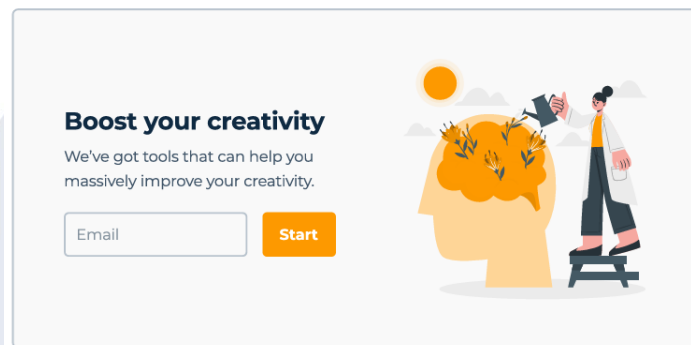 Boost your creativity
We've got tools that can help you
massively improve your creativity.
Email
Start